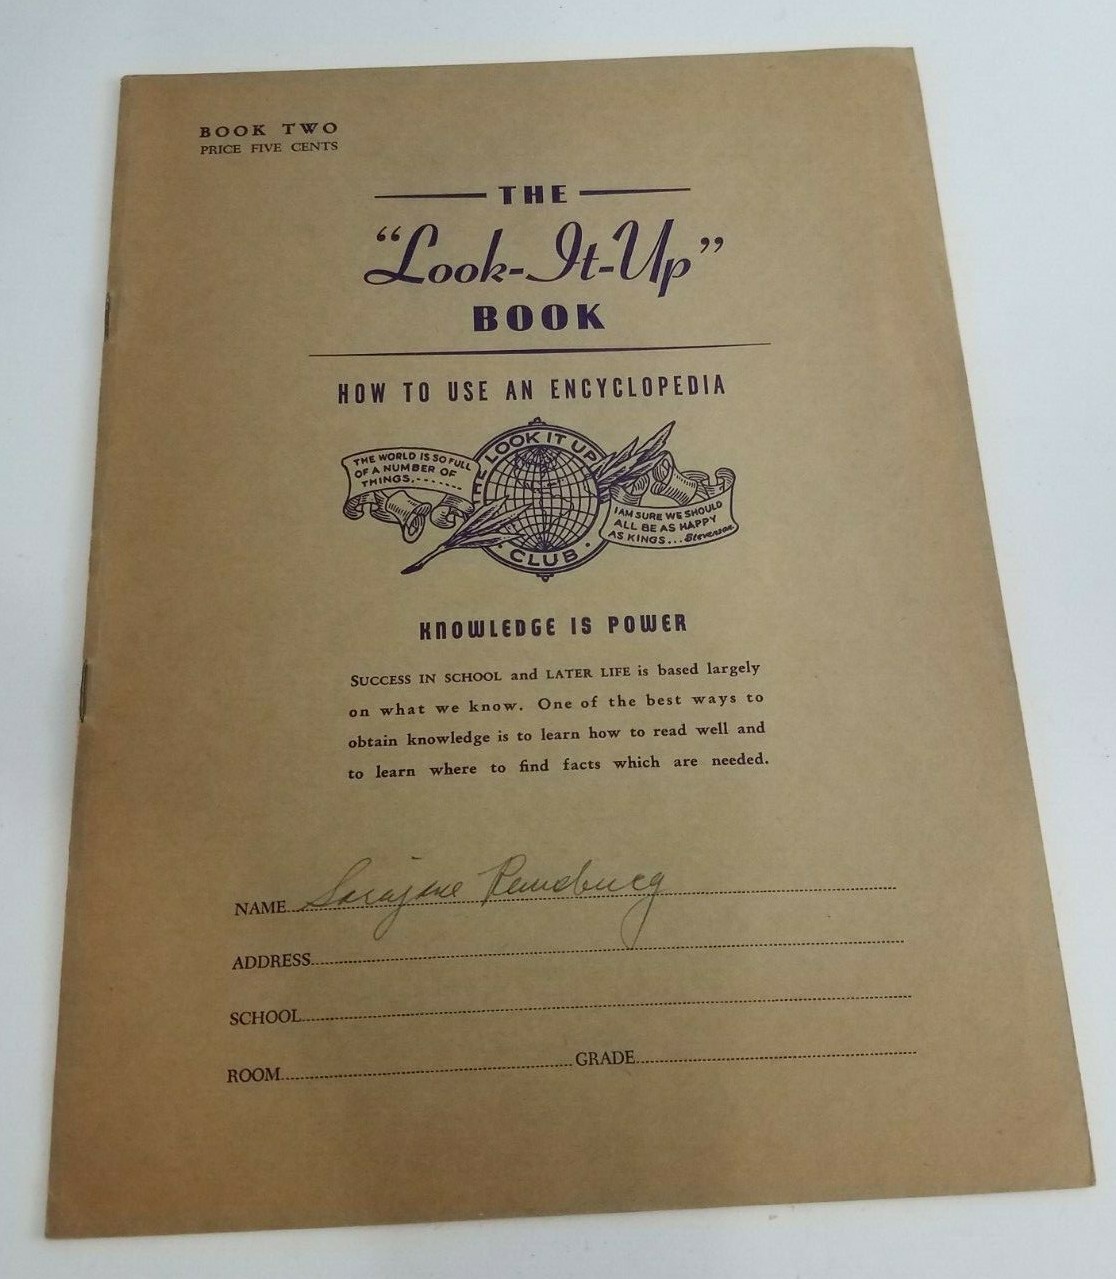 BOOK TWO
PRICE FIVE CENTS
THE
“Look-It-Up”
BOOK
HOW TO USE AN ENCYCLOPEDIA
THE WORLD IS SO FULL
OF A NUMBER OF
THINGS.......
THE LOOK IT UP
CLUB
I AM SURE WE SHOULD
ALL BE AS HAPPY
AS KINGS... Stevenson
KNOWLEDGE IS POWER
SUCCESS IN SCHOOL and LATER LIFE is based largely
on what we know. One of the best ways to
obtain knowledge is to learn how to read well and
to learn where to find facts which are needed.
NAME Sarajane
ADDRESS
SCHOOL
ROOM GRADE